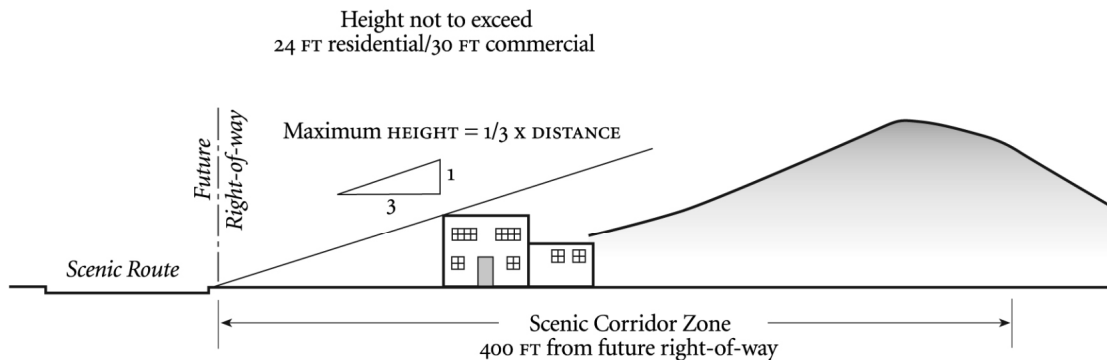 Height not to exceed
24 FT residential/30 FT commercial
Future
Right-of-way
Maximum HEIGHT = 1/3 X DISTANCE
1
3
Scenic Route
Scenic Corridor Zone
400 FT from future right-of-way